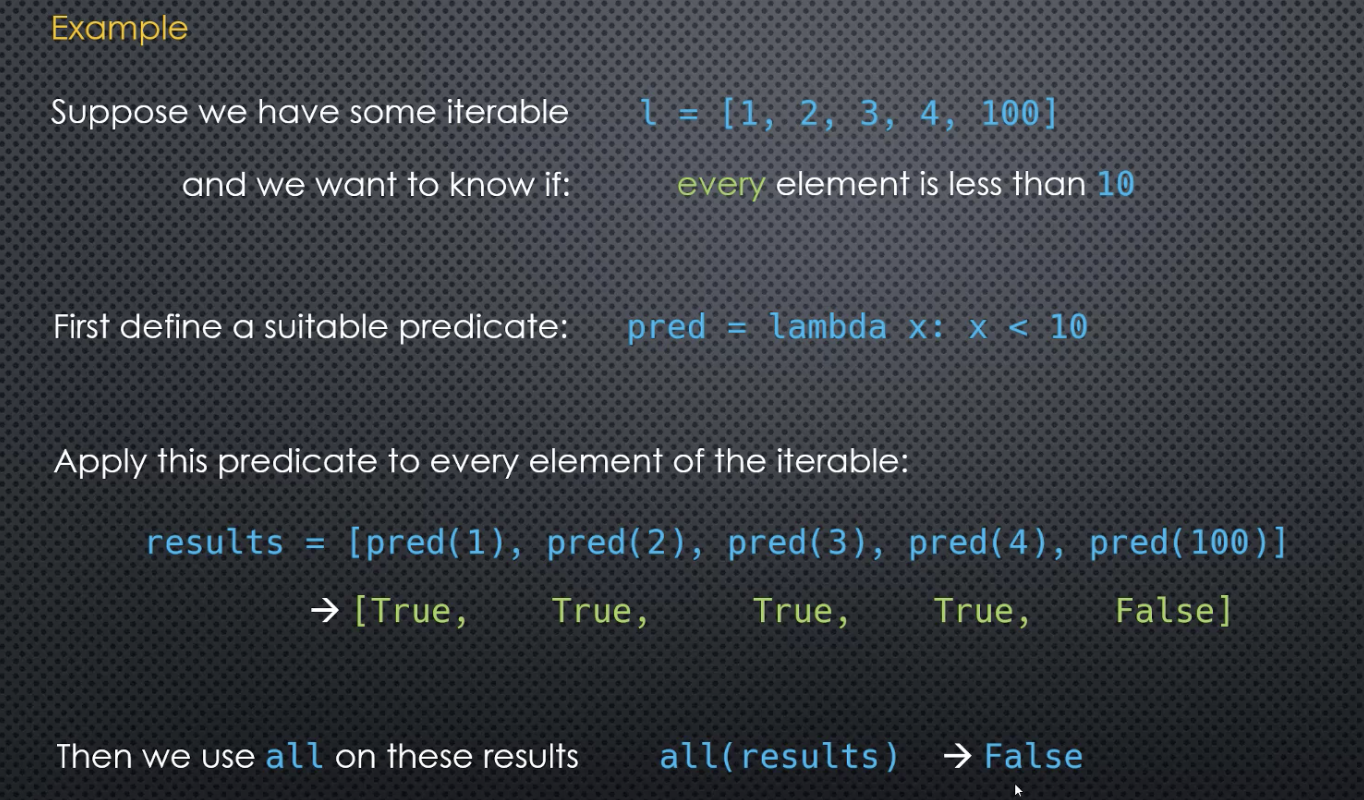 Example
Suppose we have some iterable l = [1, 2, 3, 4, 100]
and we want to know if: every element is less than 10
First define a suitable predicate: pred = lambda x: x < 10
Apply this predicate to every element of the iterable:
results = [pred(1), pred(2), pred(3), pred(4), pred(100)]
→ [True, True, True, True, False]
Then we use all on these results all(results) → False